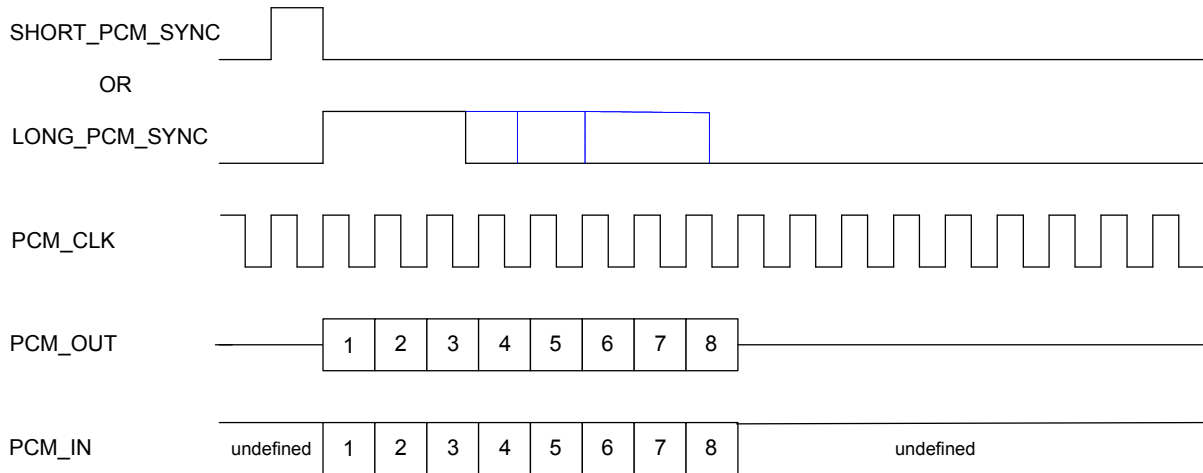 SHORT_PCM_SYNC
OR
LONG_PCM_SYNC
PCM_CLK
PCM_OUT 1 2 3 4 5 6 7 8
PCM_IN undefined 1 2 3 4 5 6 7 8 undefined